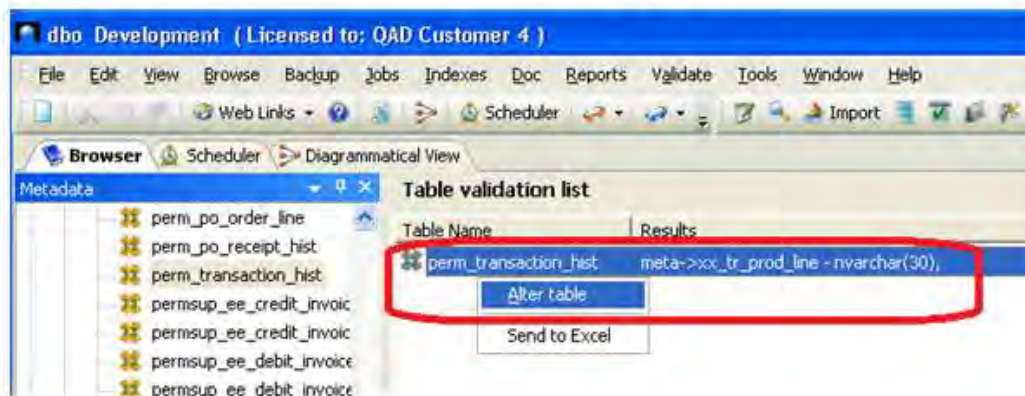 dbo Development ( Licensed to: QAD Customer 4 )
File Edit View Browse Backup Jobs Indexes Doc Reports Validate Tools Window Help
Web Links Scheduler Import
Browser Scheduler Diagrammatical View
Metadata
perm_po_order_line
perm_po_receipt_hist
perm_transaction_hist
permsup_ee_credit_invoic
permsup_ee_credit_invoic
permsup_ee_debit_invoice
permsup_ee_debit_invoice
Table validation list
Table Name Results
perm_transaction_hist meta->xx_tr_prod_line - nvarchar(30),
Alter table
Send to Excel